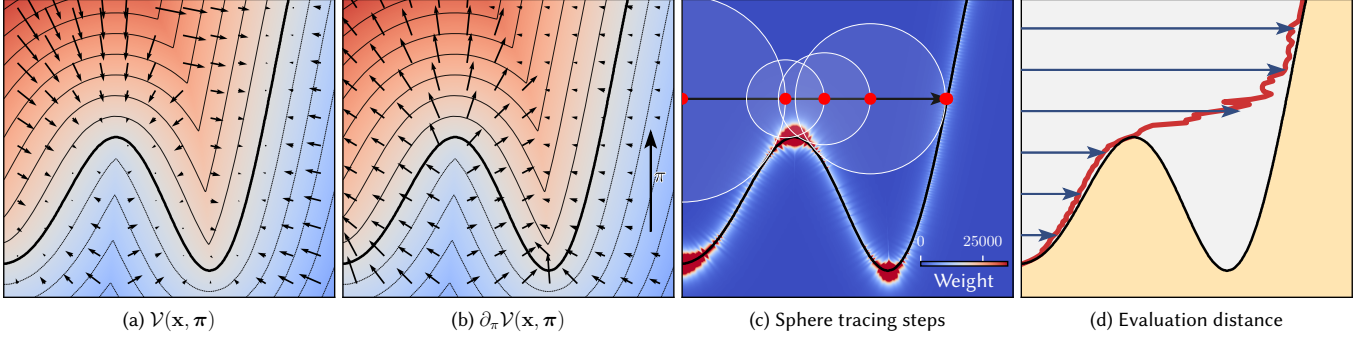 π
0 25000
Weight
(a) 𝒱(x, π)
(b) ∂π𝒱(x, π)
(c) Sphere tracing steps
(d) Evaluation distance